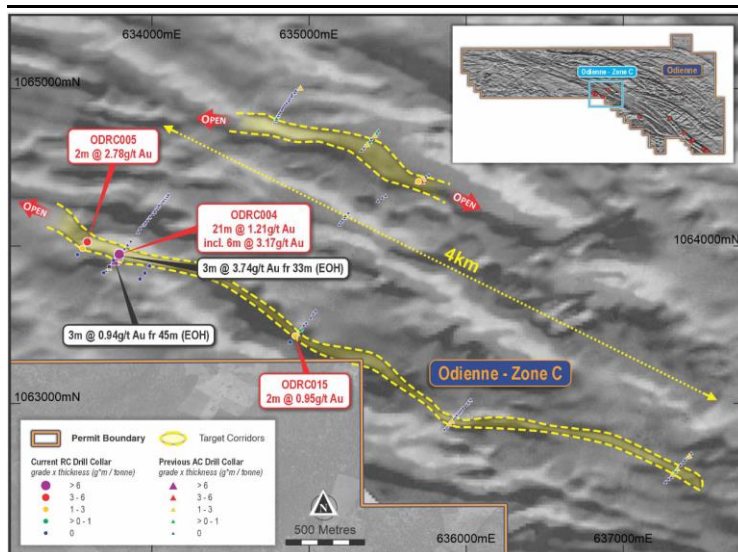 634000mE
635000mE
1065000mN
Odienne - Zone C
Odienne
OPEN
ODRC005
2m @ 2.78g/t Au
OPEN
OPEN
ODRC004
21m @ 1.21g/t Au
incl. 6m @ 3.17g/t Au
1064000mN
3m @ 3.74g/t Au fr 33m (EOH)
4km
3m @ 0.94g/t Au fr 45m (EOH)
ODRC015
2m @ 0.95g/t Au
Odienne - Zone C
1063000mN
Permit Boundary
Target Corridors
Current RC Drill Collar
grade x thickness (g*m / tonne)
> 6
3 - 6
1 - 3
> 0 - 1
0
Previous AC Drill Collar
grade x thickness (g*m / tonne)
> 6
3 - 6
1 - 3
> 0 - 1
0
N
500 Metres
636000mE
637000mE